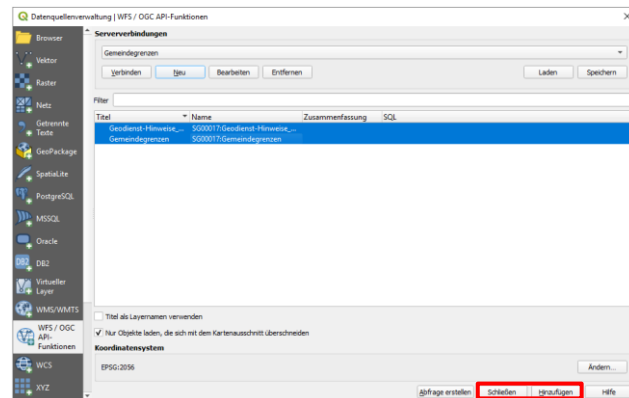 Datenquellenverwaltung | WFS / OGC API-Funktionen
Browser
Vektor
Raster
Netz
Getrennte
Texte
GeoPackage
SpatiaLite
PostgreSQL
MSSQL
Oracle
DB2
Virtueller
Layer
WMS/WMTS
WFS / OGC
API-
Funktionen
WCS
XYZ
Serververbindungen
Gemeindegrenzen
Verbinden Neu Bearbeiten Entfernen Laden Speichern
Filter
Titel Name Zusammenfassung SQL
Geodienst-Hinweise_... SG00017:Geodienst-Hinweise_...
Gemeindegrenzen SG00017:Gemeindegrenzen
Titel als Layernamen verwenden
Nur Objekte laden, die sich mit dem Kartenausschnitt überschneiden
Koordinatensystem
EPSG:2056
Ändern...
Abfrage erstellen Schließen Hinzufügen Hilfe